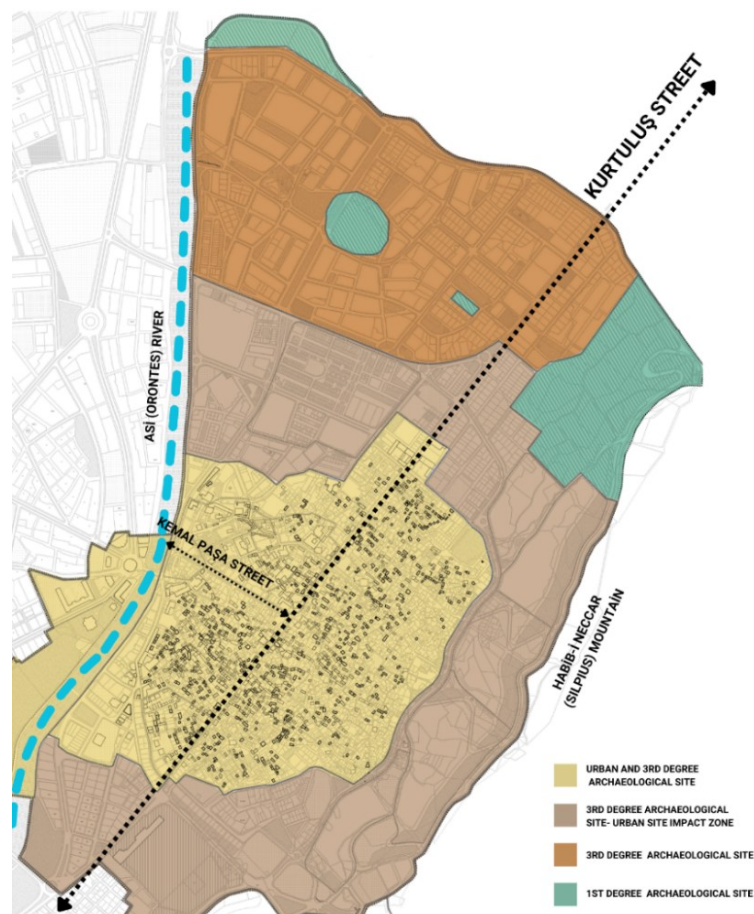 KURTULUŞ STREET
ASİ (ORONTES) RIVER
KEMAL PAŞA STREET
HABİB-İ NECCAR
(SILPIUS) MOUNTAIN
URBAN AND 3RD DEGREE
ARCHAEOLOGICAL SITE
3RD DEGREE ARCHAEOLOGICAL
SITE- URBAN SITE IMPACT ZONE
3RD DEGREE ARCHAEOLOGICAL SITE
1ST DEGREE ARCHAEOLOGICAL SITE